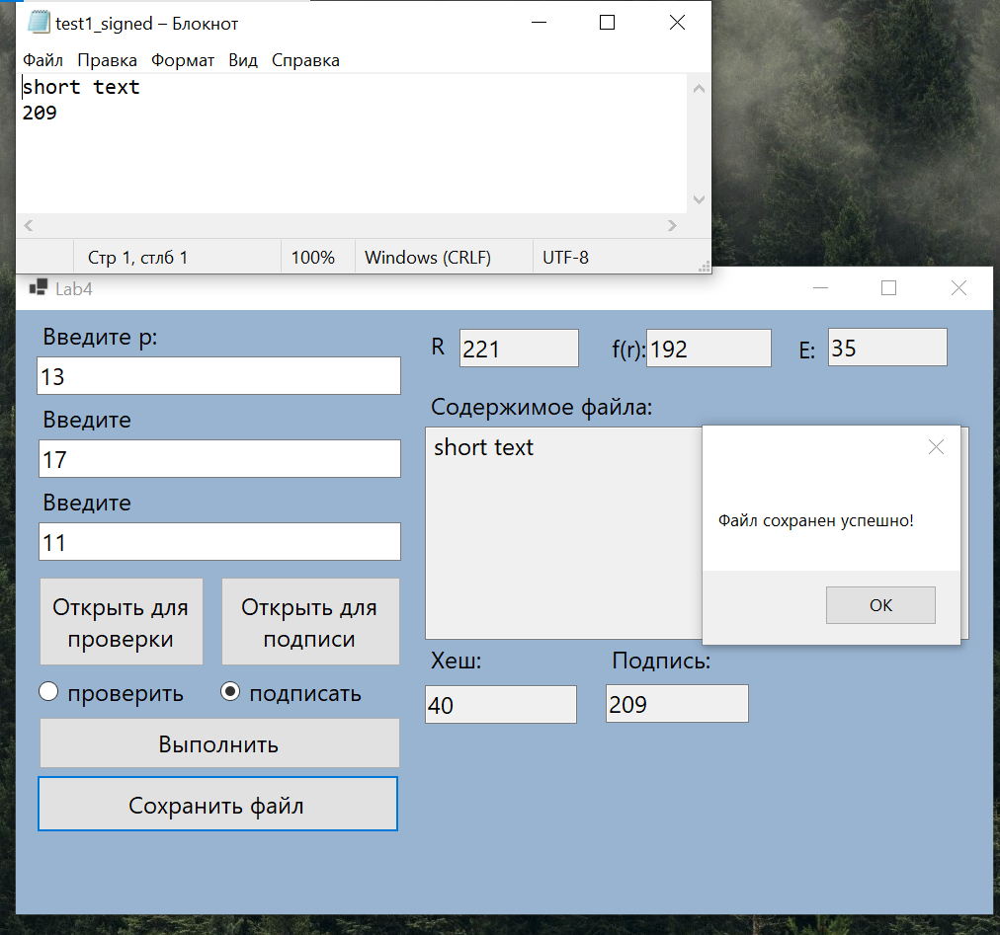 test1_signed – Блокнот
Файл Правка Формат Вид Справка
short text
209
Стр 1, стлб 1 100% Windows (CRLF) UTF-8
Lab4
Введите p:
13
Введите
17
Введите
11
Открыть для
проверки
Открыть для
подписи
проверить подписать
Выполнить
Сохранить файл
R 221 f(r): 192 E: 35
Содержимое файла:
short text
Хеш: Подпись:
40 209
Файл сохранен успешно!
OK